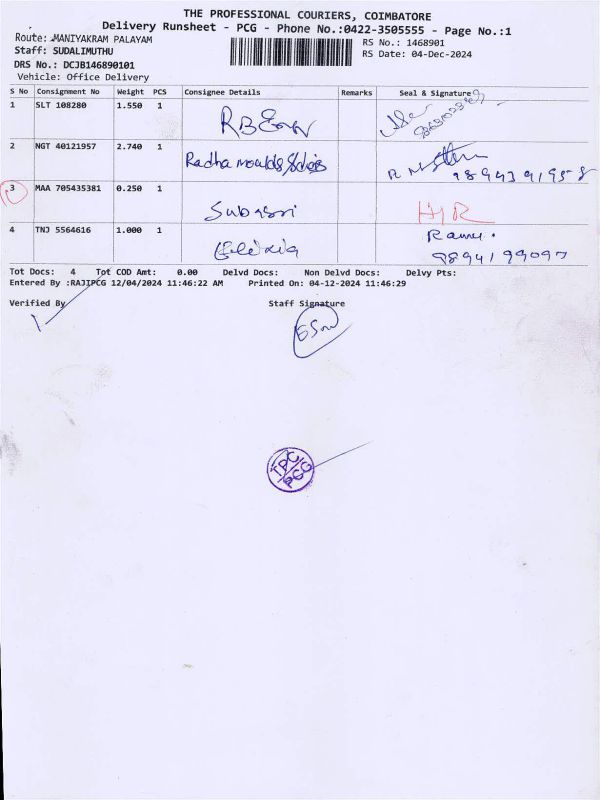 THE PROFESSIONAL COURIERS, COIMBATORE
Delivery Runsheet - PCG - Phone No.:0422-3505555 - Page No.:1
Route: MANIYAKRAM PALAYAM
RS No.: 1468901
Staff: SUDALIMUTHU
RS Date: 04-Dec-2024
DRS No.: DCJB146890101
Vehicle: Office Delivery
S No Consignment No Weight PCS Consignee Details Remarks Seal & Signature
1 SLT 108280 1.550 1
2 NGT 40121957 2.740 1 Radha moulds
3 MAA 705435381 0.250 1 H/R
4 TNJ 5564616 1.000 1 Ramu. 9894199097
Tot Docs: 4 Tot COD Amt: 0.00 Delvd Docs: Non Delvd Docs: Delvy Pts:
Entered By :RAJIPCG 12/04/2024 11:46:22 AM Printed On: 04-12-2024 11:46:29
Verified By Staff Signature
TPC
PCG